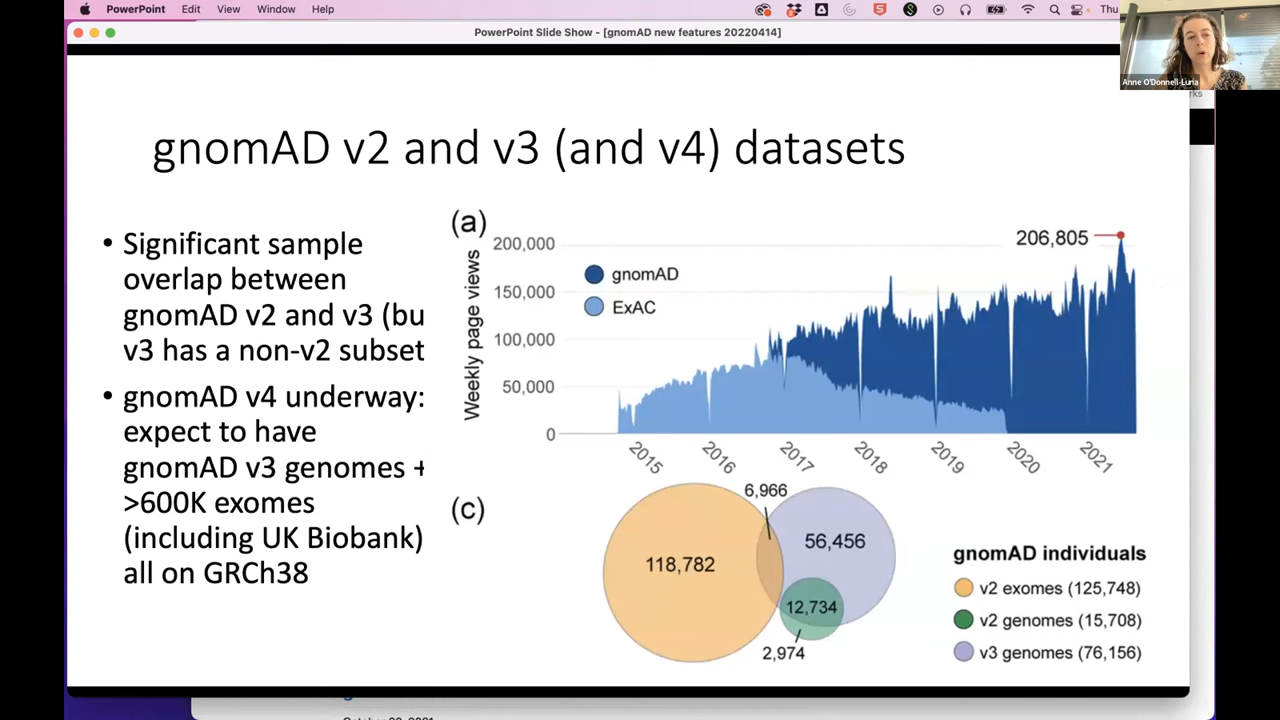 PowerPoint Edit View Window Help Thu
PowerPoint Slide Show - [gnomAD new features 20220414]
Anne O'Donnell-Luria
gnomAD v2 and v3 (and v4) datasets
• Significant sample
overlap between
gnomAD v2 and v3 (bu
v3 has a non-v2 subset
• gnomAD v4 underway:
expect to have
gnomAD v3 genomes +
>600K exomes
(including UK Biobank)
all on GRCh38
(a)
Weekly page views
200,000
150,000
100,000
50,000
0
gnomAD
ExAC
206,805
2015 2016 2017 2018 2019 2020 2021
(c)
6,966
118,782
56,456
12,734
2,974
gnomAD individuals
v2 exomes (125,748)
v2 genomes (15,708)
v3 genomes (76,156)